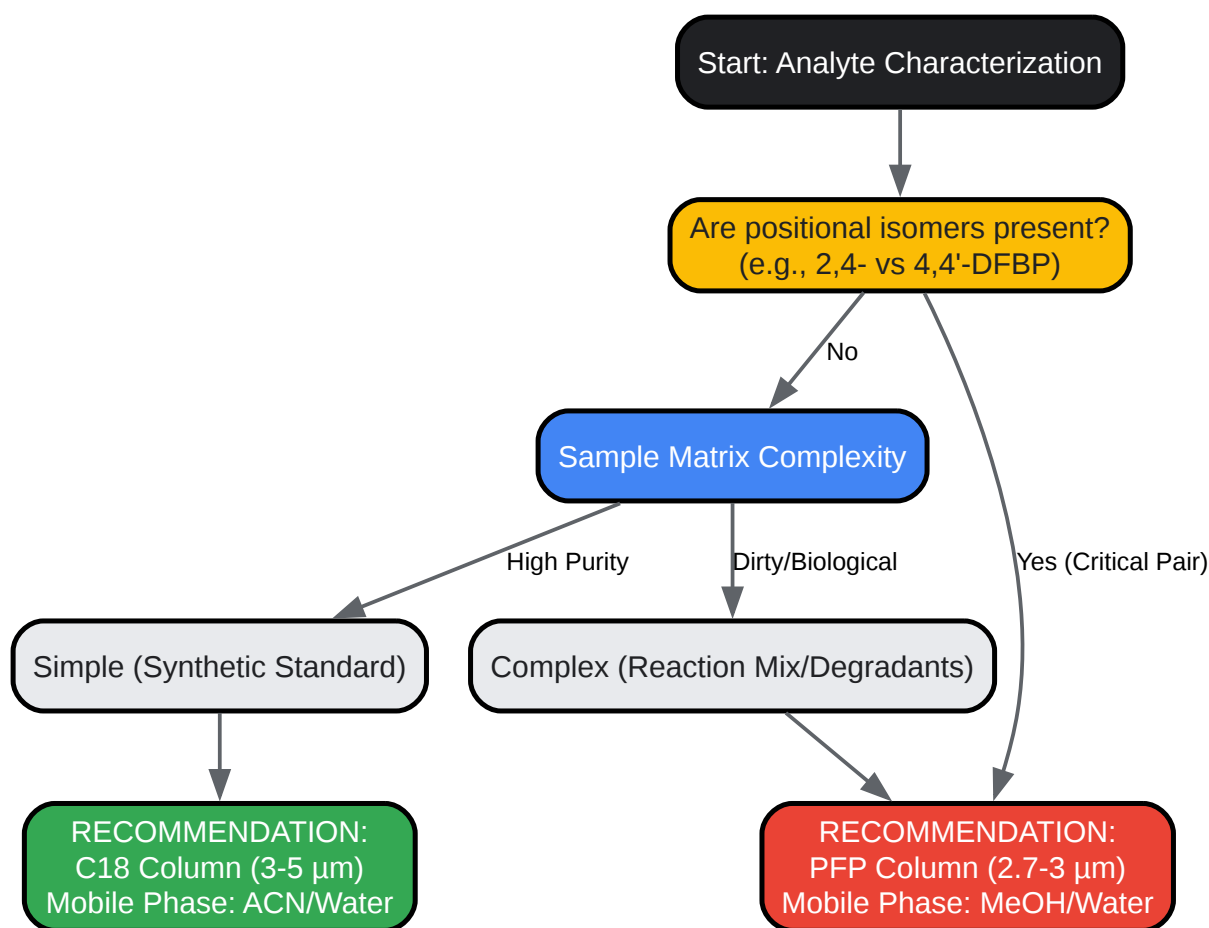 Start: Analyte Characterization
Are positional isomers present?
(e.g., 2,4- vs 4,4'-DFBP)
No
Sample Matrix Complexity
High Purity
Dirty/Biological
Yes (Critical Pair)
Simple (Synthetic Standard)
Complex (Reaction Mix/Degradants)
RECOMMENDATION:
C18 Column (3-5 µm)
Mobile Phase: ACN/Water
RECOMMENDATION:
PFP Column (2.7-3 µm)
Mobile Phase: MeOH/Water